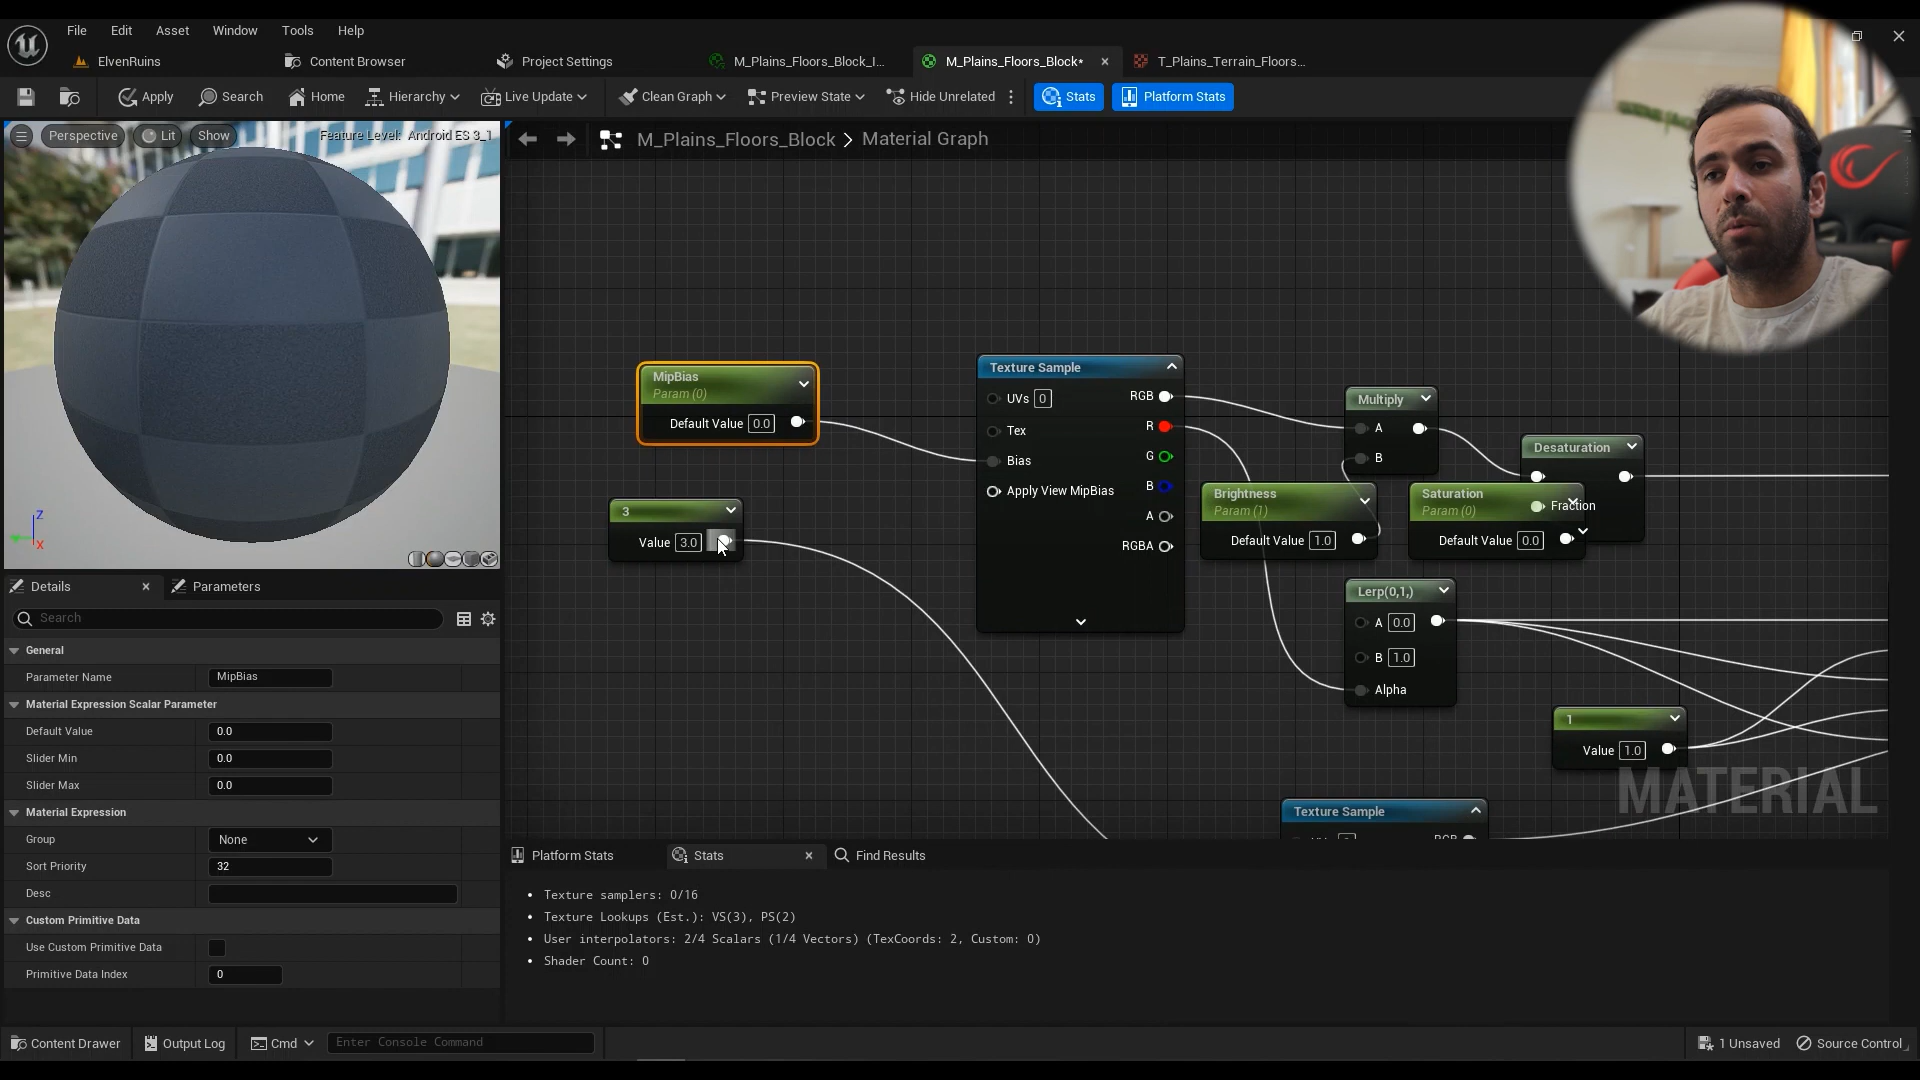 File Edit Asset Window Tools Help
ElvenRuins Content Browser Project Settings M_Plains_Floors_Block_I... M_Plains_Floors_Block* T_Plains_Terrain_Floors...
Apply Search Home Hierarchy Live Update Clean Graph Preview State Hide Unrelated Stats Platform Stats
Perspective Lit Show
Feature Level: Android ES 3_1
M_Plains_Floors_Block > Material Graph
MipBias
Param (0)
Default Value 0.0
3
Value 3.0
Texture Sample
UVs 0
Tex
Bias
Apply View MipBias
RGB
R
G
B
A
RGBA
Multiply
A
B
Desaturation
Fraction
Brightness
Param (1)
Default Value 1.0
Saturation
Param (0)
Default Value 0.0
Lerp(0,1,)
A 0.0
B 1.0
Alpha
1
Value 1.0
MATERIAL
Texture Sample
RGB
Z
X
Details Parameters
Search
General
Parameter Name MipBias
Material Expression Scalar Parameter
Default Value 0.0
Slider Min 0.0
Slider Max 0.0
Material Expression
Group None
Sort Priority 32
Desc
Custom Primitive Data
Use Custom Primitive Data
Primitive Data Index 0
Platform Stats Stats Find Results
• Texture samplers: 0/16
• Texture Lookups (Est.): VS(3), PS(2)
• User interpolators: 2/4 Scalars (1/4 Vectors) (TexCoords: 2, Custom: 0)
• Shader Count: 0
Content Drawer Output Log Cmd Enter Console Command 1 Unsaved Source Control